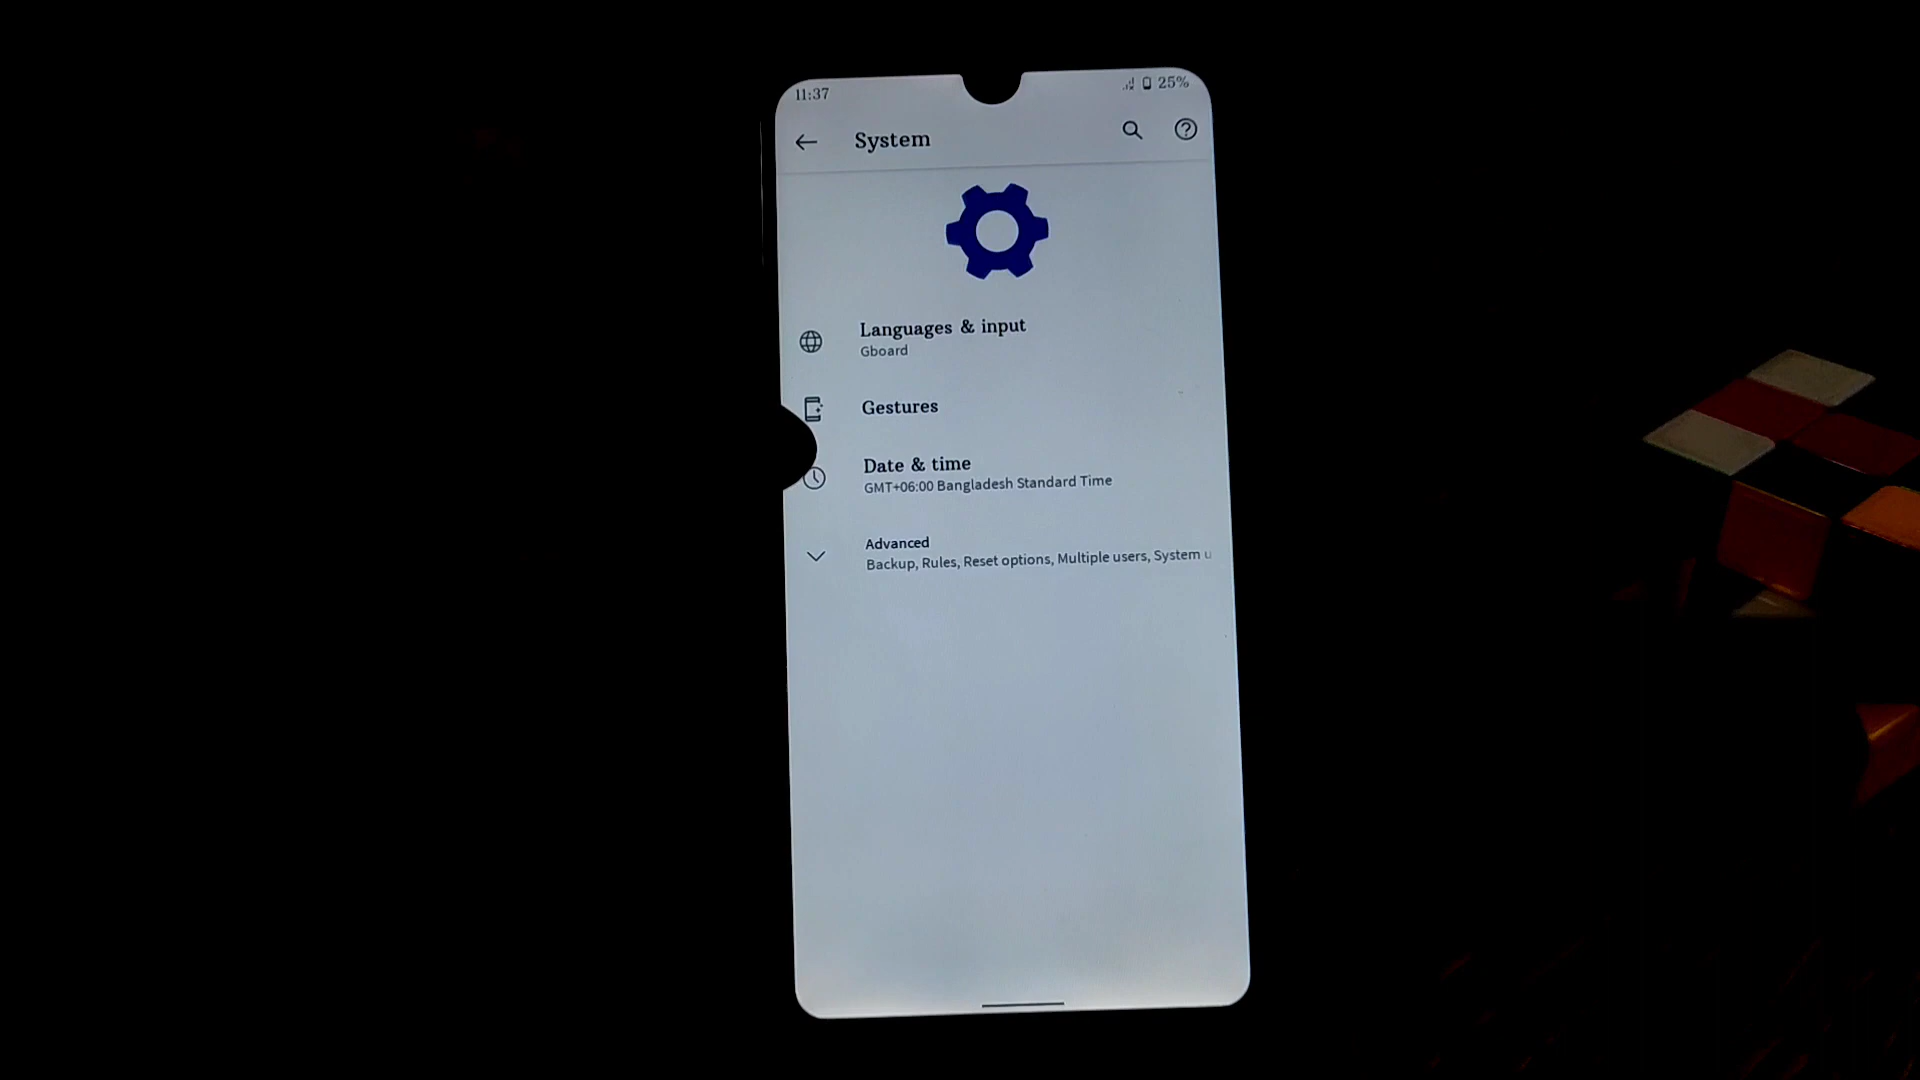 11:37
25%
System
Languages & input
Gboard
Gestures
Date & time
GMT+06:00 Bangladesh Standard Time
Advanced
Backup, Rules, Reset options, Multiple users, System